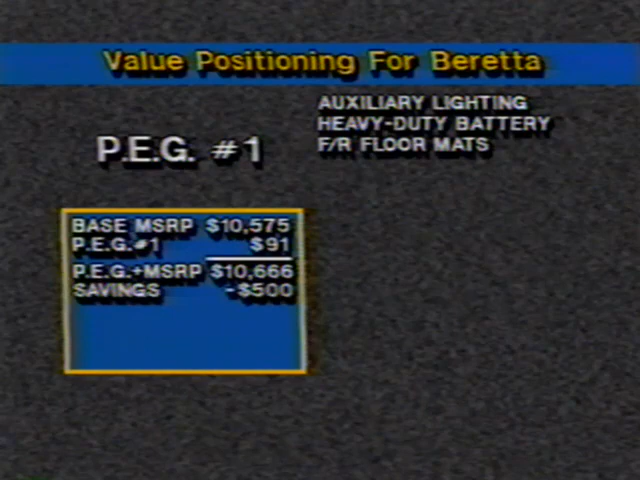 Value Positioning For Beretta
P.E.G. #1
AUXILIARY LIGHTING
HEAVY-DUTY BATTERY
F/R FLOOR MATS
BASE MSRP $10,575
P.E.G.#1 $91
P.E.G.+MSRP $10,666
SAVINGS -$500